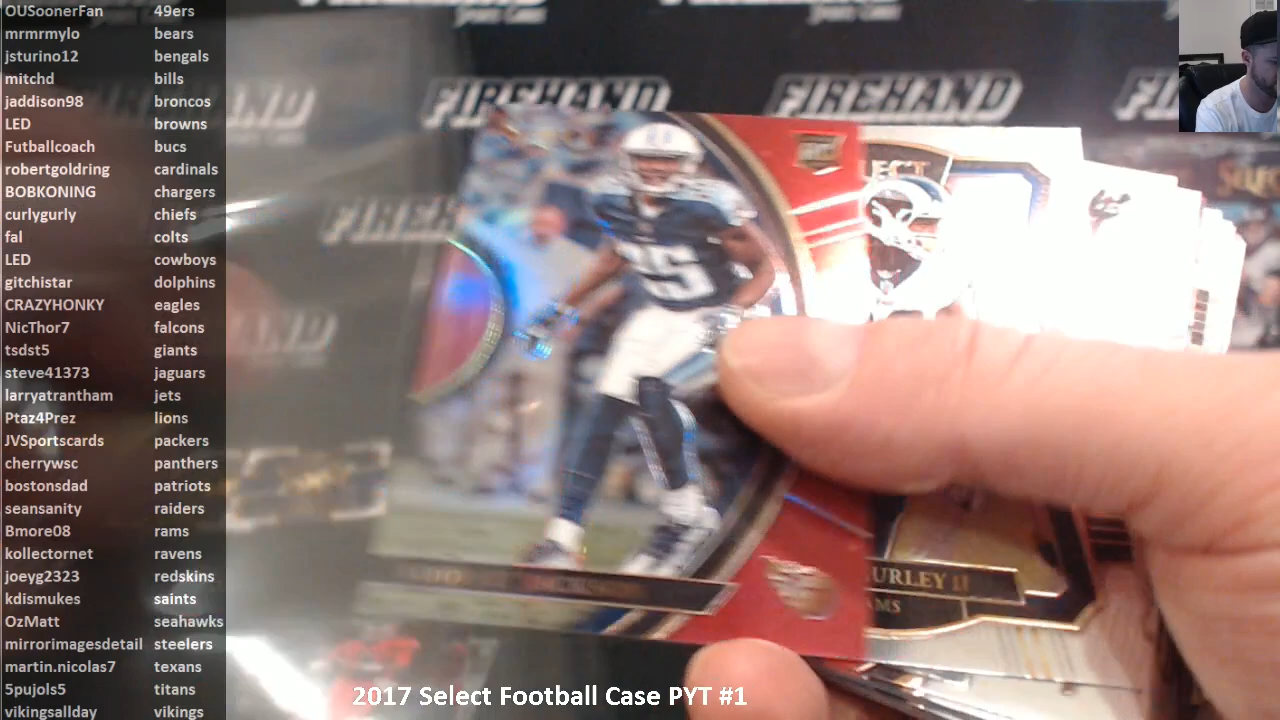 OUSoonerFan 49ers
mrmrmylo bears
jsturino12 bengals
mitchd bills
jaddison98 broncos
LED browns
Futballcoach bucs
robertgoldring cardinals
BOBKONING chargers
curlygurly chiefs
fal colts
LED cowboys
gitchistar dolphins
CRAZYHONKY eagles
NicThor7 falcons
tsdst5 giants
steve41373 jaguars
larryatrantham jets
Ptaz4Prez lions
JVSportscards packers
cherrywsc panthers
bostonsdad patriots
seansanity raiders
Bmore08 rams
kollectornet ravens
joeyg2323 redskins
kdismukes saints
OzMatt seahawks
mirrorimagesdetail steelers
martin.nicolas7 texans
5pujols5 titans
vikingsallday vikings
FIREHAND FIREHAND FI
FIREHAND
ECT
25
URLEY II
AMS
2017 Select Football Case PYT #1